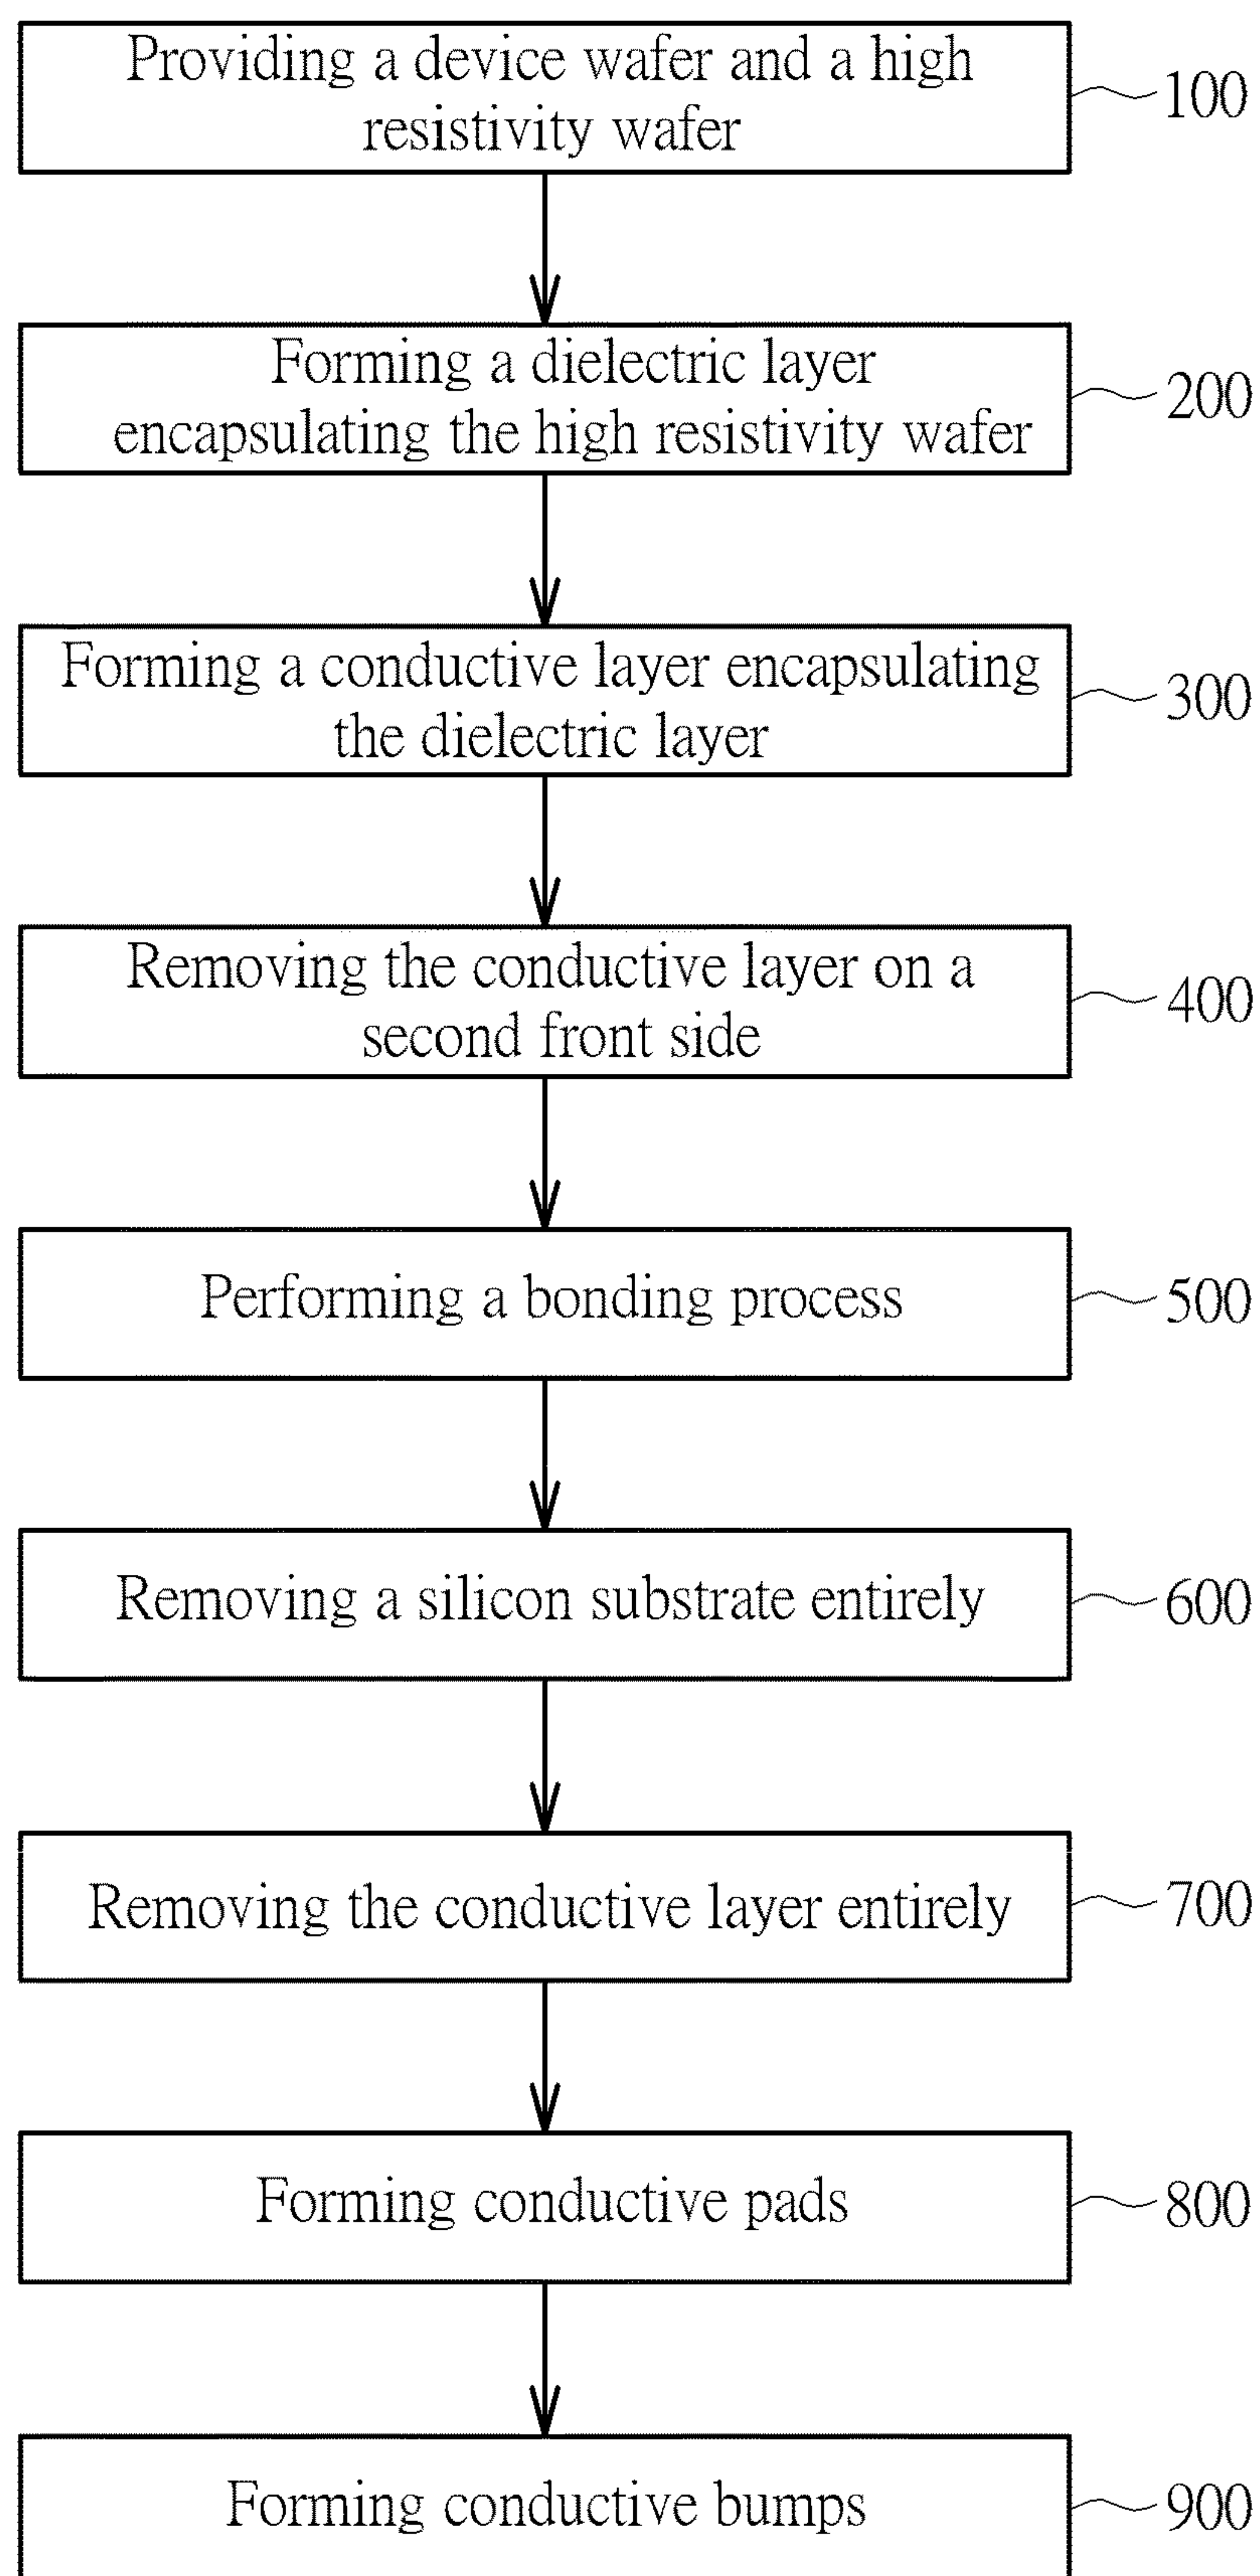 Providing a device wafer and a high
resistivity wafer
100
Forming a dielectric layer
encapsulating the high resistivity wafer
200
Forming a conductive layer encapsulating
the dielectric layer
300
Removing the conductive layer on a
second front side
400
Performing a bonding process
500
Removing a silicon substrate entirely
600
Removing the conductive layer entirely
700
Forming conductive pads
800
Forming conductive bumps
900